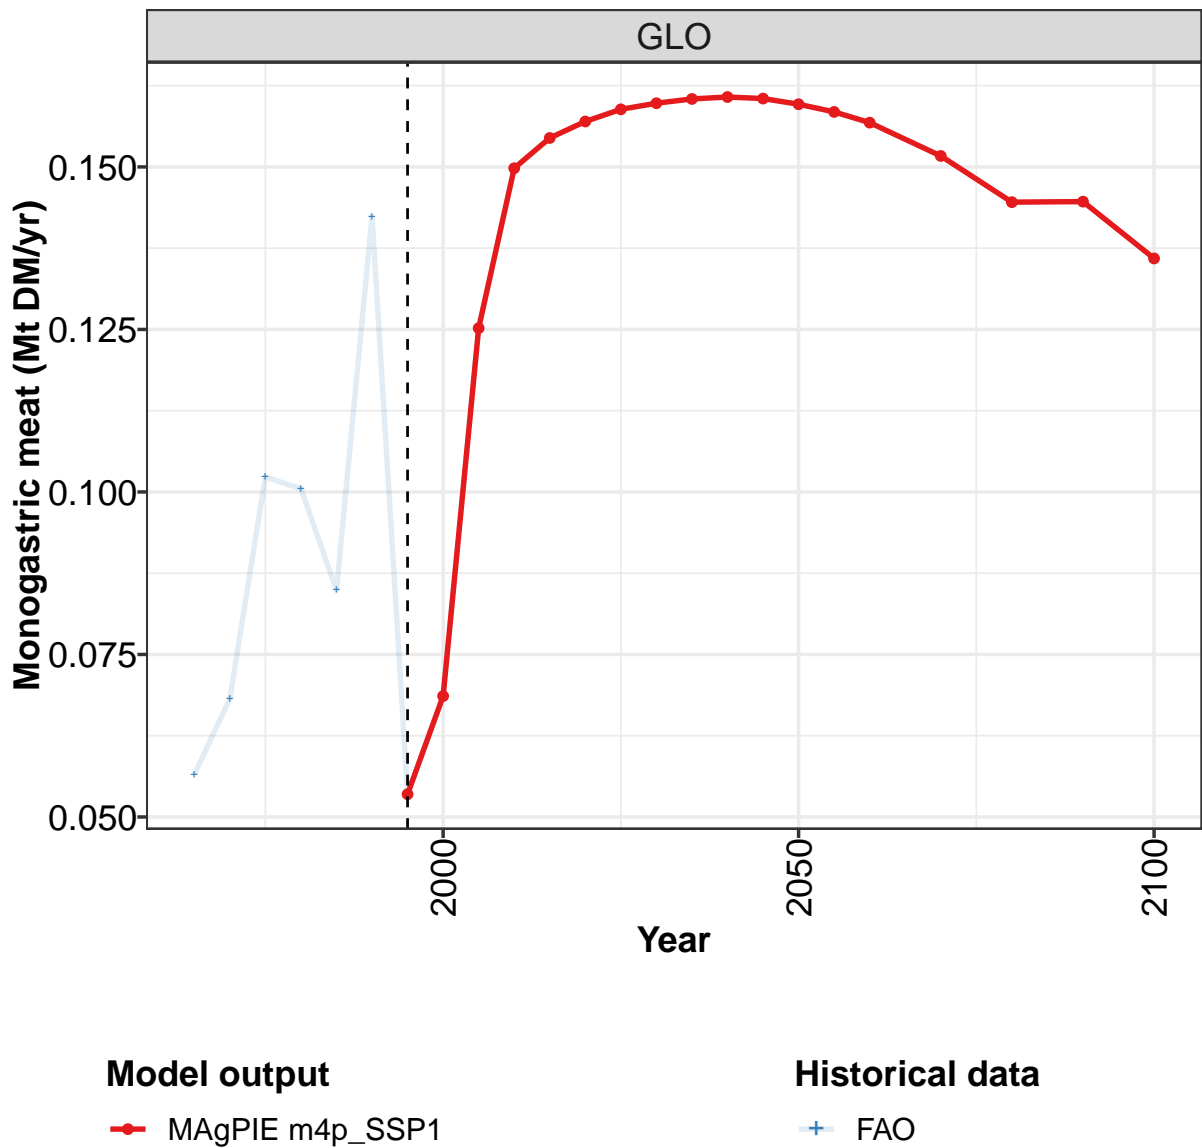 GLO
Monogastric meat (Mt DM/yr)
0.150
0.125
0.100
0.075
0.050
2000
2050
2100
Year
Model output
MAgPIE m4p_SSP1
Historical data
FAO